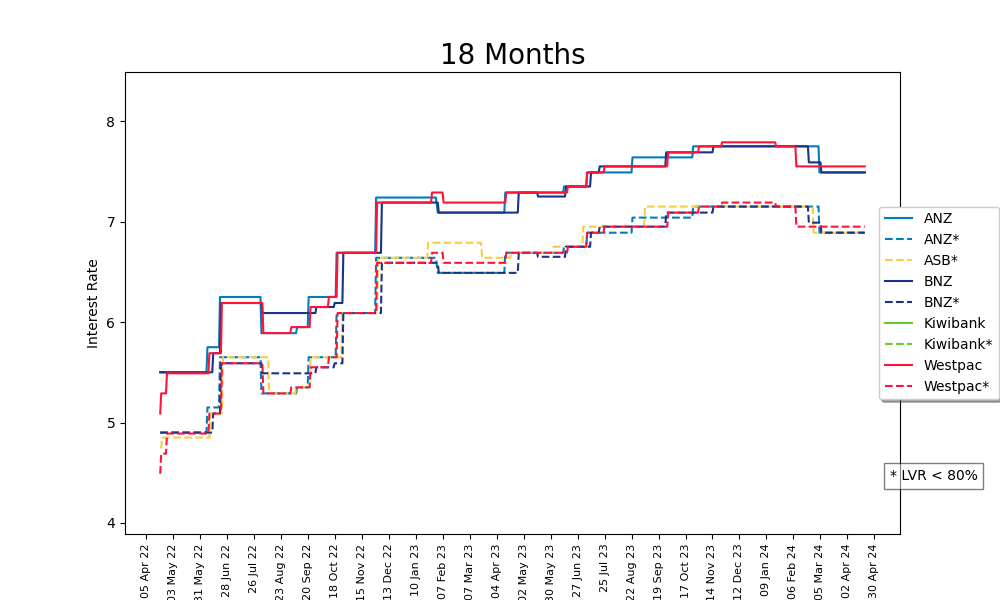 18 Months
Interest Rate
8
7
6
5
4
05 Apr 22
03 May 22
31 May 22
28 Jun 22
26 Jul 22
23 Aug 22
20 Sep 22
18 Oct 22
15 Nov 22
13 Dec 22
10 Jan 23
07 Feb 23
07 Mar 23
04 Apr 23
02 May 23
30 May 23
27 Jun 23
25 Jul 23
22 Aug 23
19 Sep 23
17 Oct 23
14 Nov 23
12 Dec 23
09 Jan 24
06 Feb 24
05 Mar 24
02 Apr 24
30 Apr 24
ANZ
ANZ*
ASB*
BNZ
BNZ*
Kiwibank
Kiwibank*
Westpac
Westpac*
* LVR < 80%